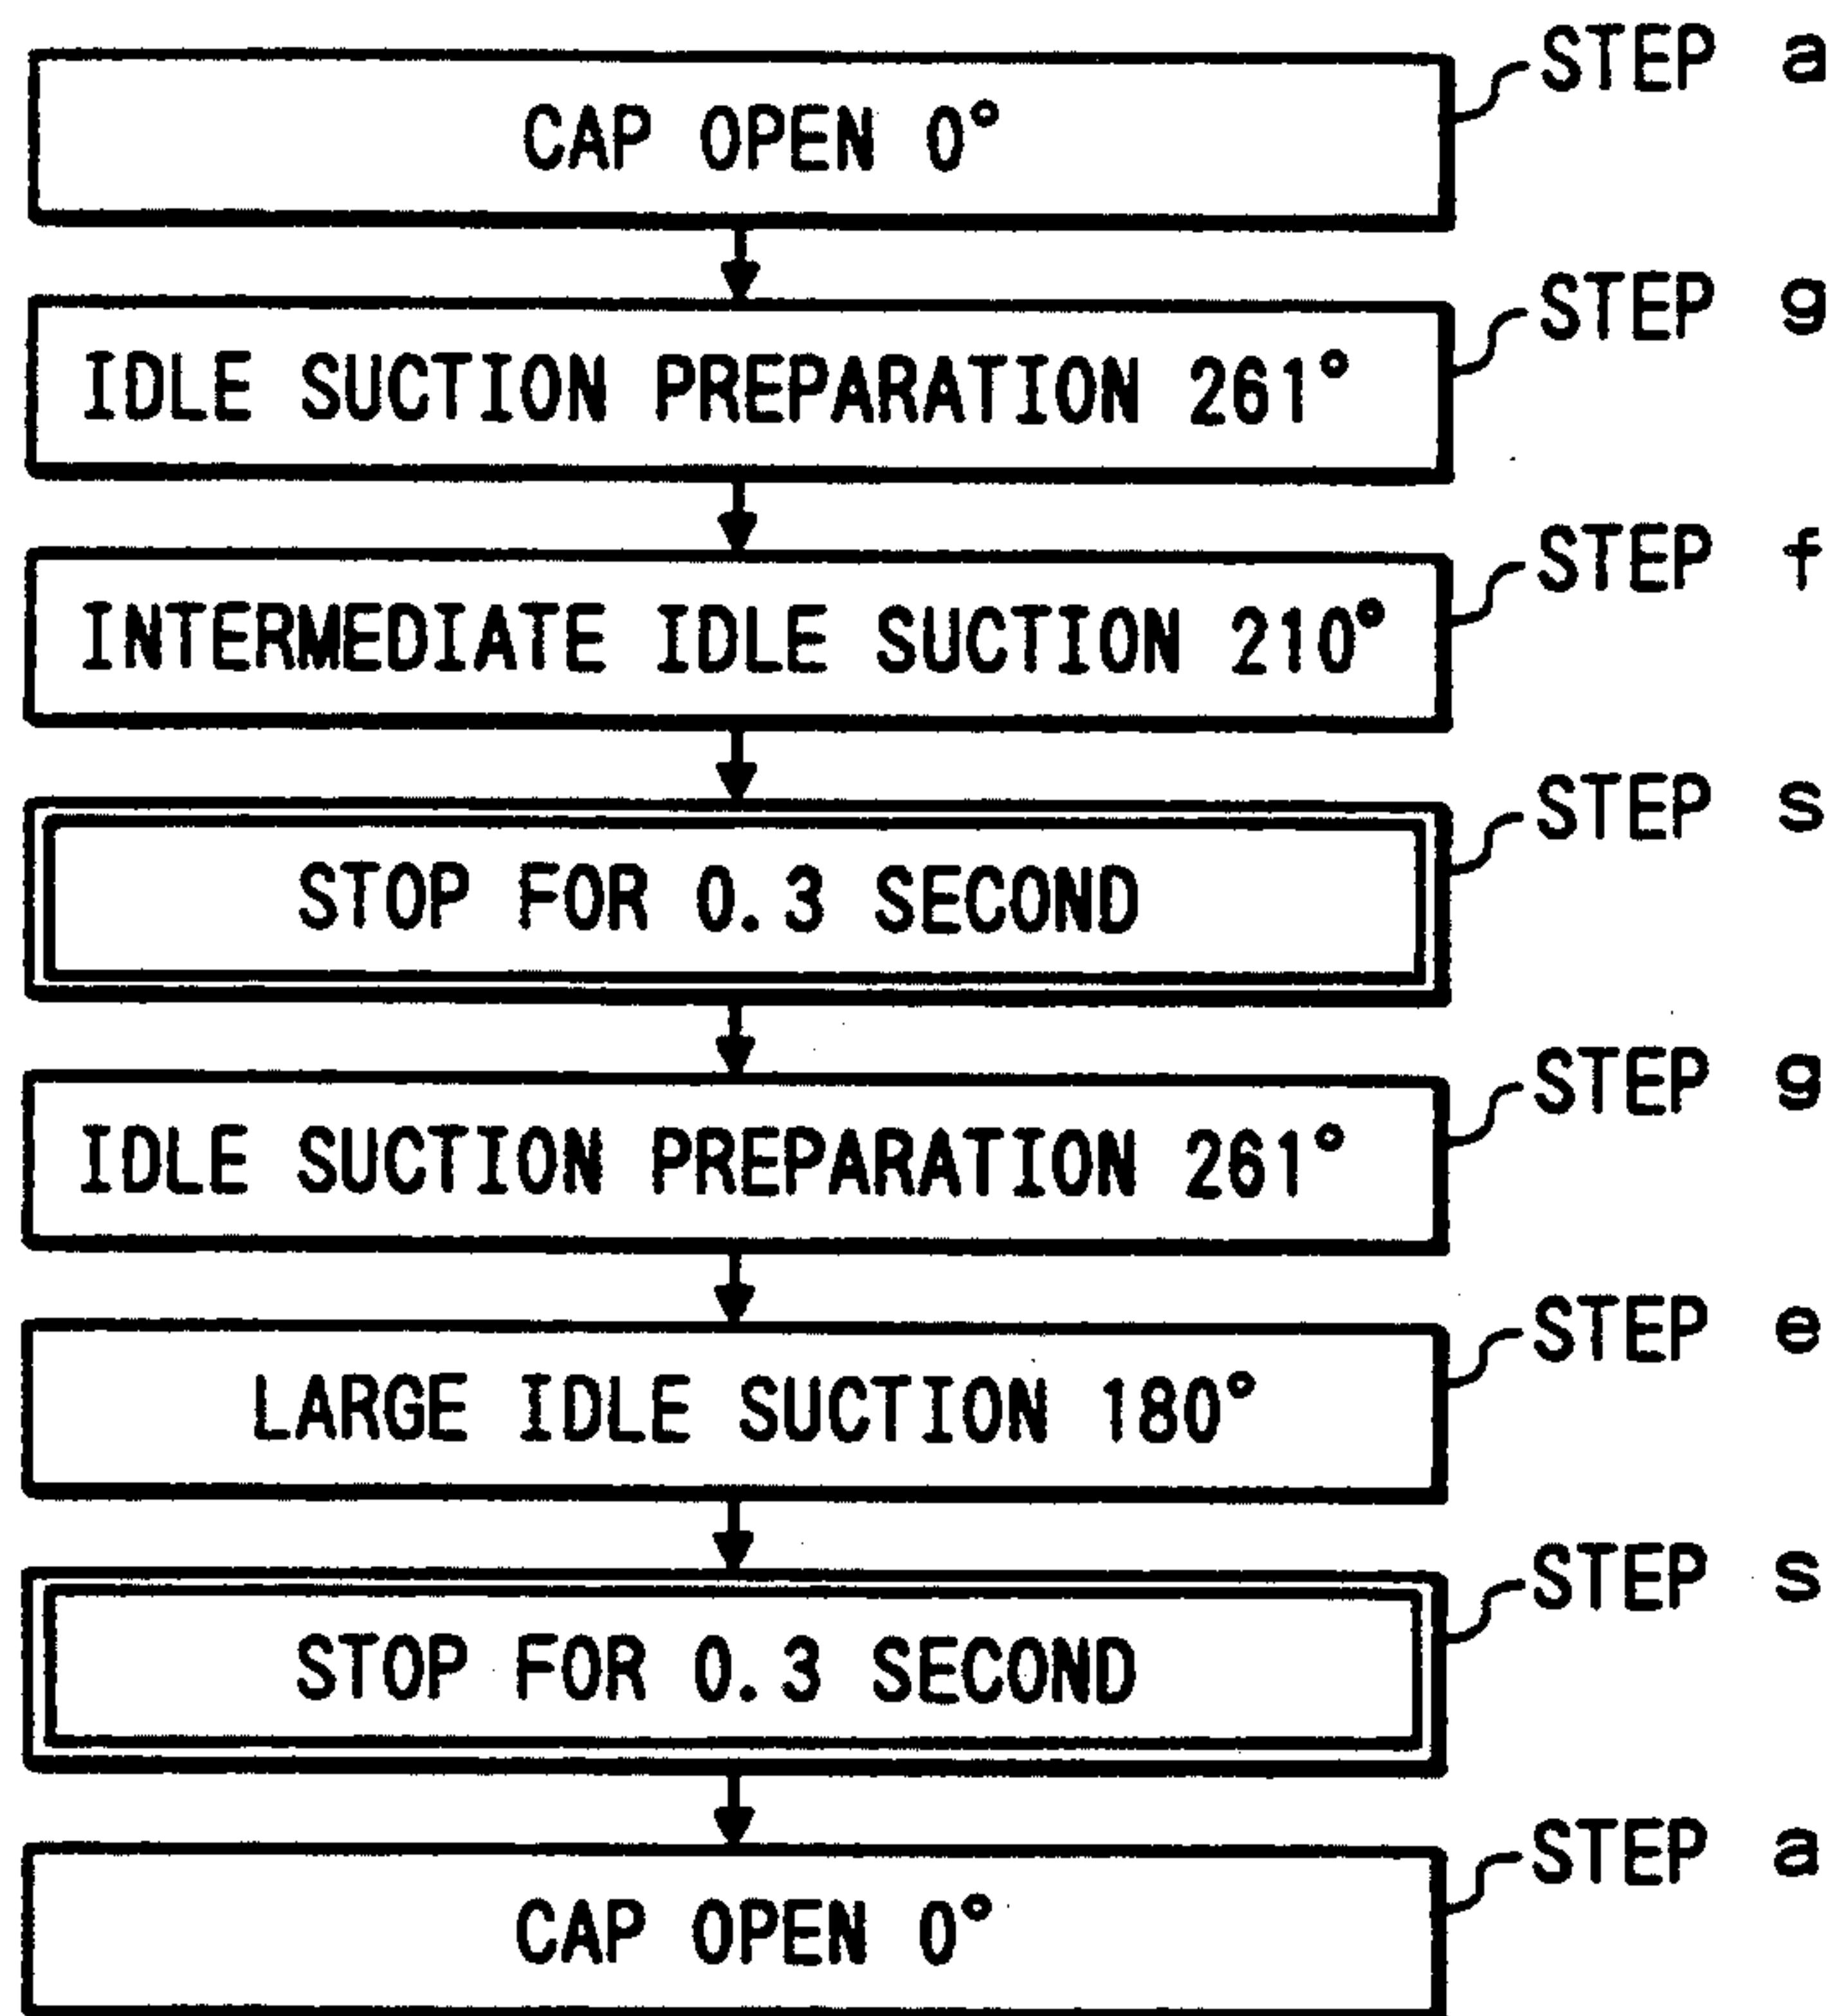 STEP a
CAP OPEN 0°
STEP g
IDLE SUCTION PREPARATION 261°
STEP f
INTERMEDIATE IDLE SUCTION 210°
STEP s
STOP FOR 0.3 SECOND
STEP g
IDLE SUCTION PREPARATION 261°
STEP e
LARGE IDLE SUCTION 180°
STEP s
STOP FOR 0.3 SECOND
STEP a
CAP OPEN 0°